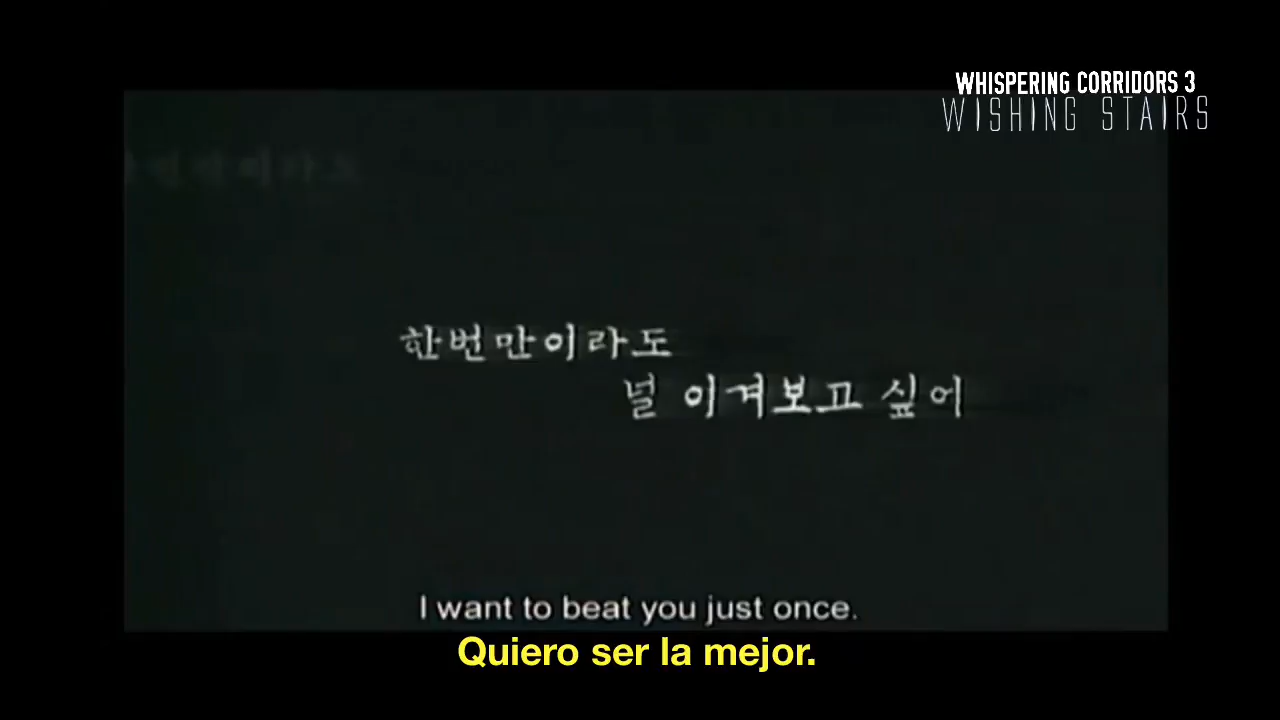 WHISPERING CORRIDORS 3
WISHING STAIRS
한번만이라도
널 이겨보고 싶어
I want to beat you just once.
Quiero ser la mejor.